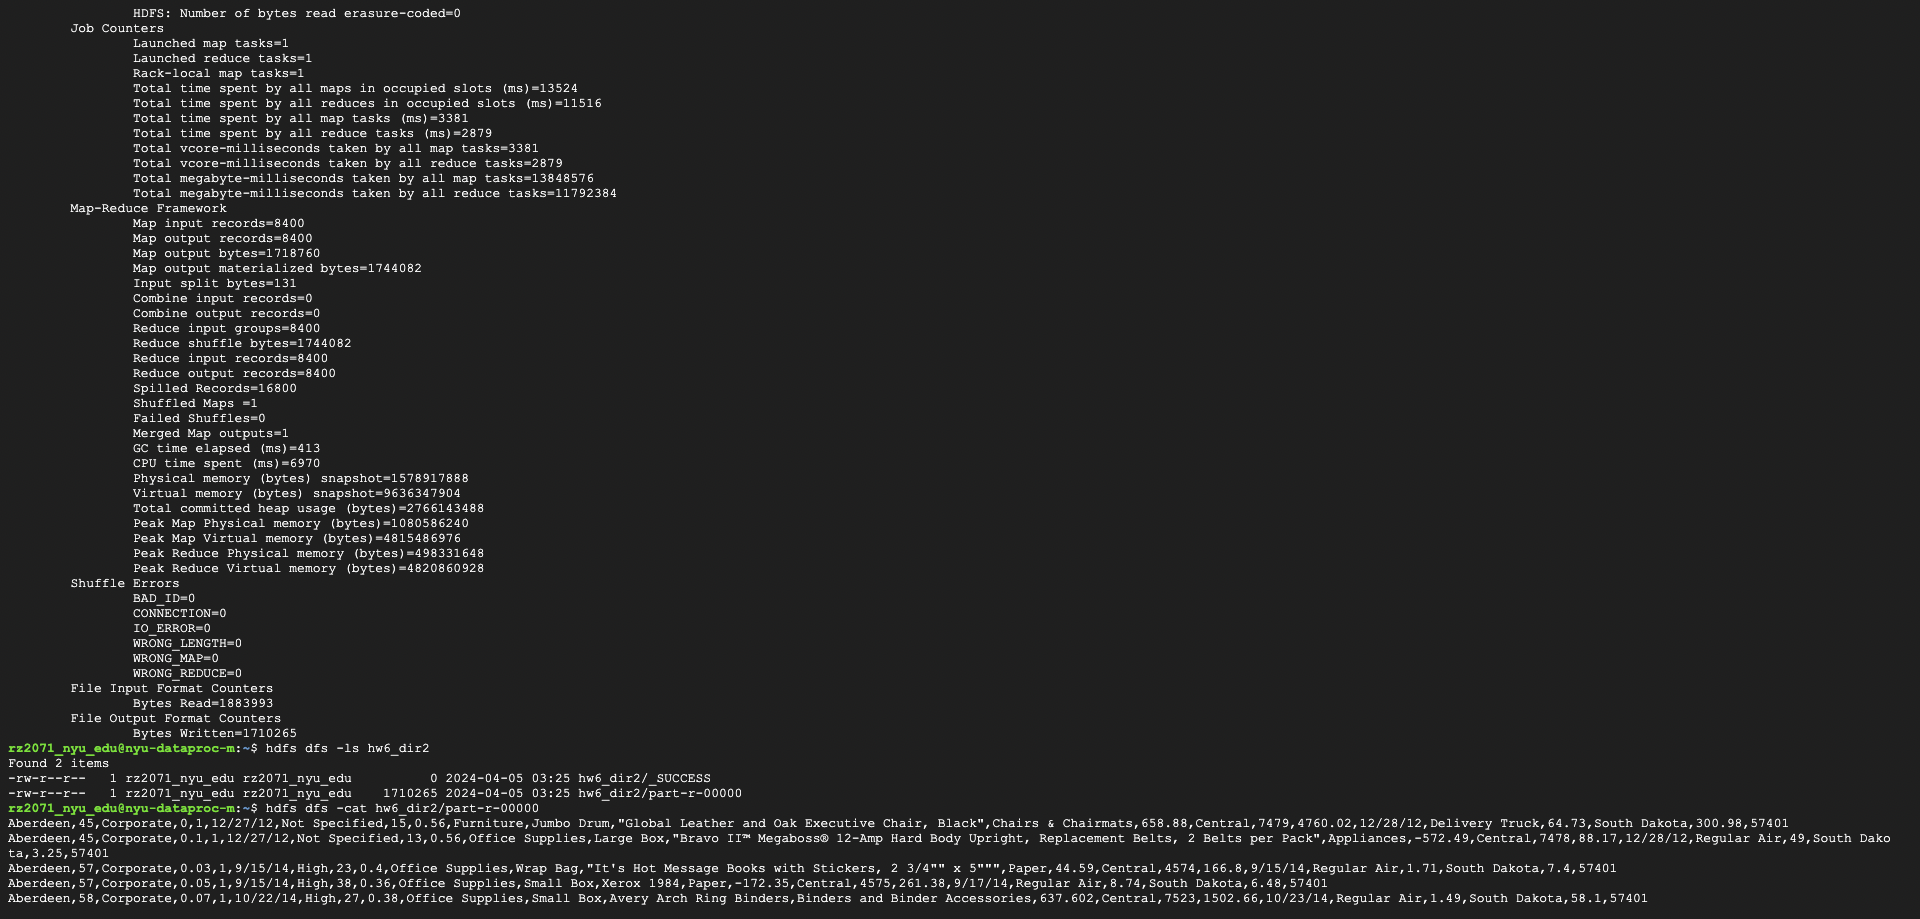 HDFS: Number of bytes read erasure-coded=0
Job Counters
Launched map tasks=1
Launched reduce tasks=1
Rack-local map tasks=1
Total time spent by all maps in occupied slots (ms)=13524
Total time spent by all reduces in occupied slots (ms)=11516
Total time spent by all map tasks (ms)=3381
Total time spent by all reduce tasks (ms)=2879
Total vcore-milliseconds taken by all map tasks=3381
Total vcore-milliseconds taken by all reduce tasks=2879
Total megabyte-milliseconds taken by all map tasks=13848576
Total megabyte-milliseconds taken by all reduce tasks=11792384
Map-Reduce Framework
Map input records=8400
Map output records=8400
Map output bytes=1718760
Map output materialized bytes=1744082
Input split bytes=131
Combine input records=0
Combine output records=0
Reduce input groups=8400
Reduce shuffle bytes=1744082
Reduce input records=8400
Reduce output records=8400
Spilled Records=16800
Shuffled Maps =1
Failed Shuffles=0
Merged Map outputs=1
GC time elapsed (ms)=413
CPU time spent (ms)=6970
Physical memory (bytes) snapshot=1578917888
Virtual memory (bytes) snapshot=9636347904
Total committed heap usage (bytes)=2766143488
Peak Map Physical memory (bytes)=1080586240
Peak Map Virtual memory (bytes)=4815486976
Peak Reduce Physical memory (bytes)=498331648
Peak Reduce Virtual memory (bytes)=4820860928
Shuffle Errors
BAD_ID=0
CONNECTION=0
IO_ERROR=0
WRONG_LENGTH=0
WRONG_MAP=0
WRONG_REDUCE=0
File Input Format Counters
Bytes Read=1883993
File Output Format Counters
Bytes Written=1710265
rz2071_nyu_edu@nyu-dataproc-m:~$ hdfs dfs -ls hw6_dir2
Found 2 items
-rw-r--r--   1 rz2071_nyu_edu rz2071_nyu_edu          0 2024-04-05 03:25 hw6_dir2/_SUCCESS
-rw-r--r--   1 rz2071_nyu_edu rz2071_nyu_edu    1710265 2024-04-05 03:25 hw6_dir2/part-r-00000
rz2071_nyu_edu@nyu-dataproc-m:~$ hdfs dfs -cat hw6_dir2/part-r-00000
Aberdeen,45,Corporate,0,1,12/27/12,Not Specified,15,0.56,Furniture,Jumbo Drum,"Global Leather and Oak Executive Chair, Black",Chairs & Chairmats,658.88,Central,7479,4760.02,12/28/12,Delivery Truck,64.73,South Dakota,300.98,57401
Aberdeen,45,Corporate,0.1,1,12/27/12,Not Specified,13,0.56,Office Supplies,Large Box,"Bravo II™ Megaboss® 12-Amp Hard Body Upright, Replacement Belts, 2 Belts per Pack",Appliances,-572.49,Central,7478,88.17,12/28/12,Regular Air,49,South Dako
ta,3.25,57401
Aberdeen,57,Corporate,0.03,1,9/15/14,High,23,0.4,Office Supplies,Wrap Bag,"It's Hot Message Books with Stickers, 2 3/4"" x 5""",Paper,44.59,Central,4574,166.8,9/15/14,Regular Air,1.71,South Dakota,7.4,57401
Aberdeen,57,Corporate,0.05,1,9/15/14,High,38,0.36,Office Supplies,Small Box,Xerox 1984,Paper,-172.35,Central,4575,261.38,9/17/14,Regular Air,8.74,South Dakota,6.48,57401
Aberdeen,58,Corporate,0.07,1,10/22/14,High,27,0.38,Office Supplies,Small Box,Avery Arch Ring Binders,Binders and Binder Accessories,637.602,Central,7523,1502.66,10/23/14,Regular Air,1.49,South Dakota,58.1,57401